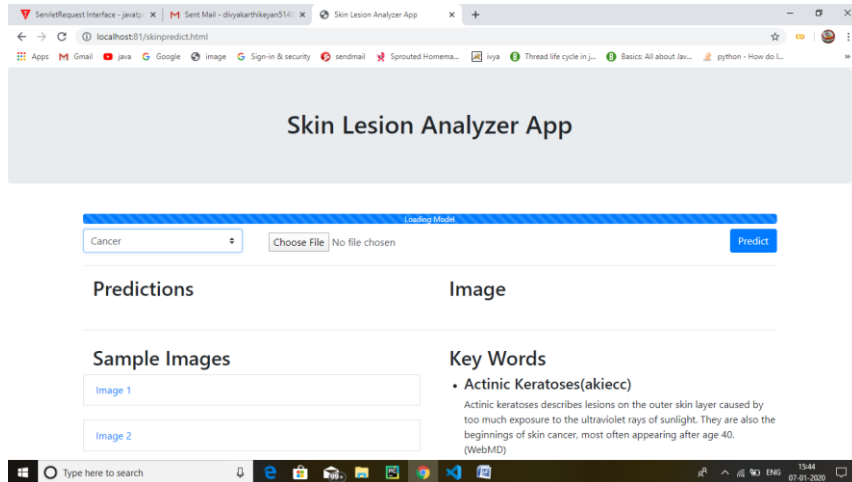 ServletRequest Interface - javatp
Sent Mail - divyakarthikeyan514
Skin Lesion Analyzer App
localhost:81/skinpredict.html
Apps Gmail java Google image Sign-in & security sendmail Sprouted Homema... ivya Thread life cycle in j... Basics: All about Jav... python - How do I...
Skin Lesion Analyzer App
Loading Model
Cancer
Choose File No file chosen
Predict
Predictions
Image
Sample Images
Image 1
Image 2
Key Words
• Actinic Keratoses(akiecc)
Actinic keratoses describes lesions on the outer skin layer caused by
too much exposure to the ultraviolet rays of sunlight. They are also the
beginnings of skin cancer, most often appearing after age 40.
(WebMD)
Type here to search
99+
ENG
15:44
07-01-2020